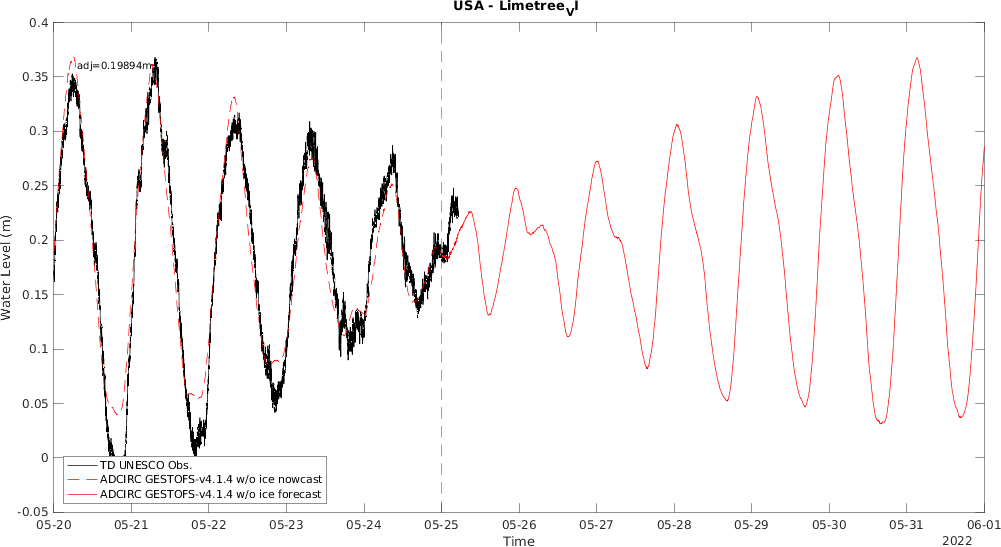 USA - Limetree_VI
adj=0.19894m
Water Level (m)
0.4
0.35
0.3
0.25
0.2
0.15
0.1
0.05
0
-0.05
TD UNESCO Obs.
ADCIRC GESTOFS-v4.1.4 w/o ice nowcast
ADCIRC GESTOFS-v4.1.4 w/o ice forecast
05-20 05-21 05-22 05-23 05-24 05-25 05-26 05-27 05-28 05-29 05-30 05-31 06-01
Time
2022